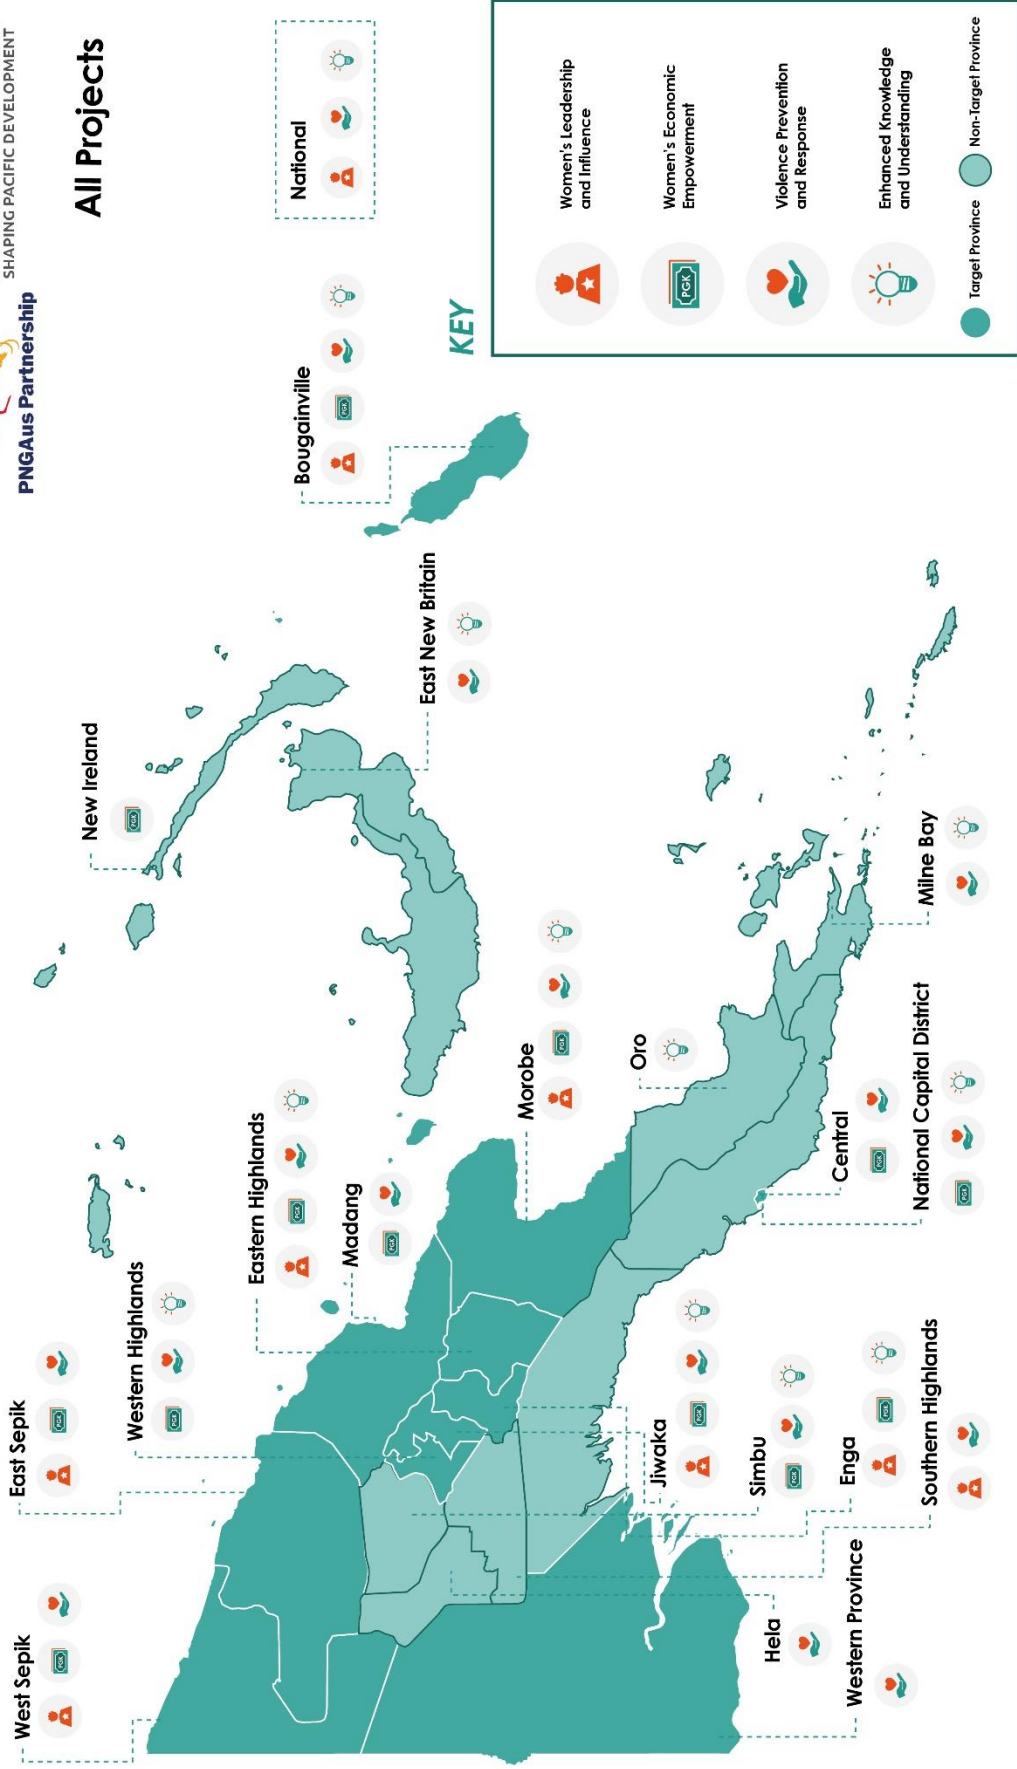 PNGAus Partnership
SHAPING PACIFIC DEVELOPMENT
All Projects
National
West Sepik
East Sepik
Western Highlands
Eastern Highlands
Madang
New Ireland
East New Britain
Bougainville
Morobe
Oro
Milne Bay
Central
National Capital District
Jiwaka
Simbu
Enga
Southern Highlands
Hela
Western Province
KEY
Women's Leadership
and Influence
PGK
Women's Economic
Empowerment
Violence Prevention
and Response
Enhanced Knowledge
and Understanding
Target Province
Non-Target Province